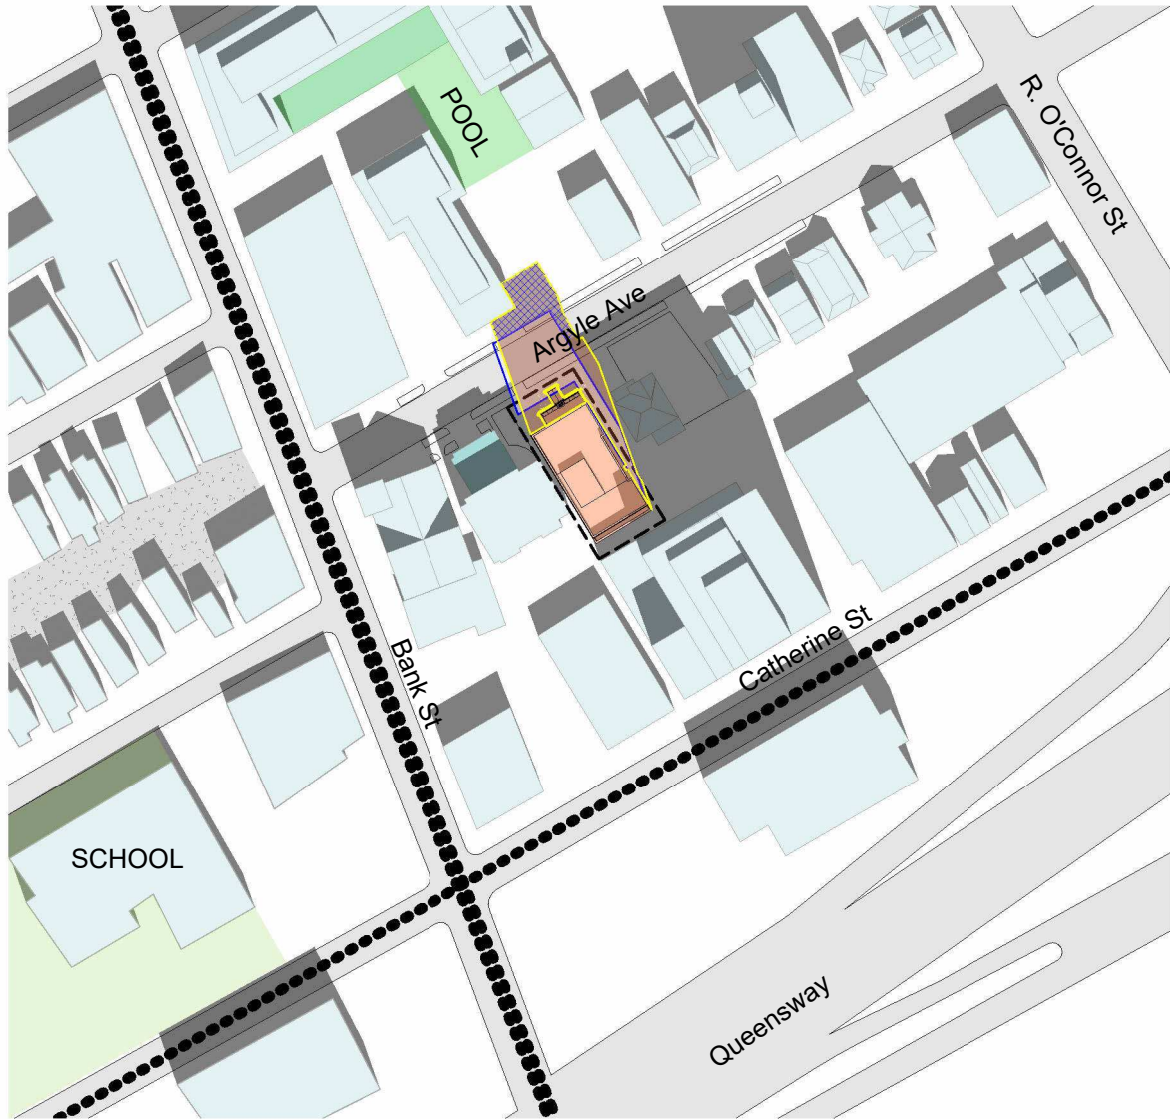 POOL
R. O'Connor St
Argyle Ave
Bank St
Catherine St
SCHOOL
Queensway